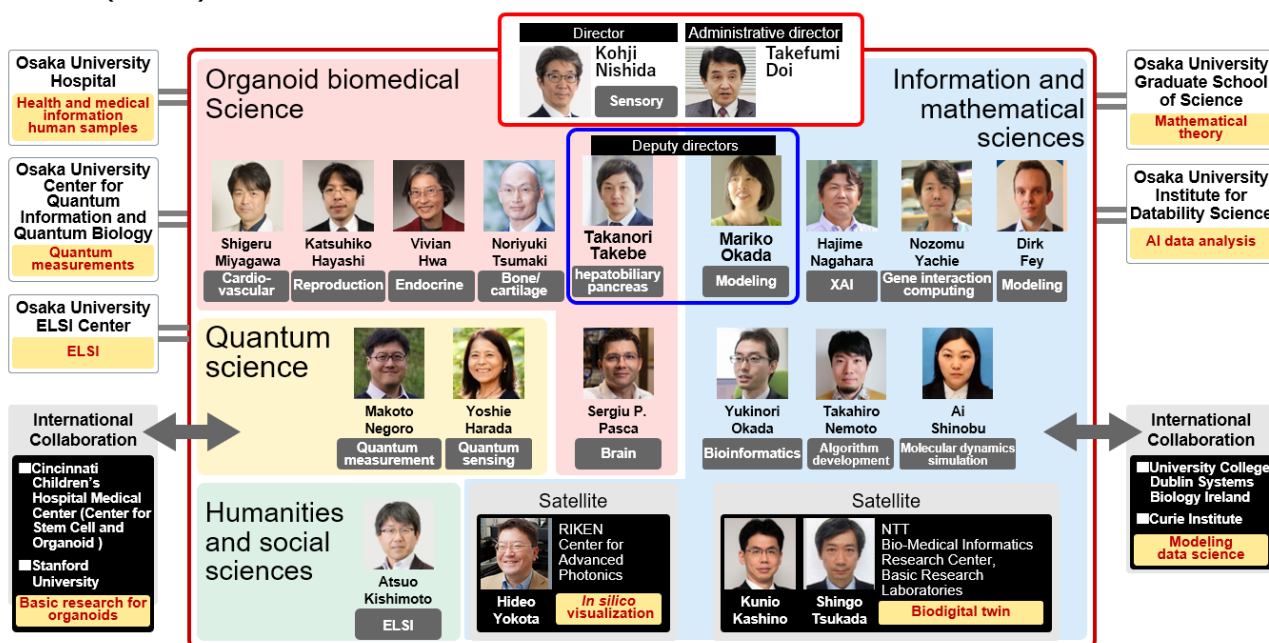 Director
Kohji
Nishida
Sensory
Administrative director
Takefumi
Doi
Osaka University
Hospital
Health and medical
information
human samples
Osaka University
Center for
Quantum
Information and
Quantum Biology
Quantum
measurements
Osaka University
ELSI Center
ELSI
International
Collaboration
■Cincinnati
Children's
Hospital Medical
Center (Center for
Stem Cell and
Organoid )
■Stanford
University
Basic research for
organoids
Organoid biomedical
Science
Information and
mathematical
sciences
Deputy directors
Shigeru
Miyagawa
Cardio-
vascular
Katsuhiko
Hayashi
Reproduction
Vivian
Hwa
Endocrine
Noriyuki
Tsumaki
Bone/
cartilage
Takanori
Takebe
hepatobiliary
pancreas
Mariko
Okada
Modeling
Hajime
Nagahara
XAI
Nozomu
Yachie
Gene interaction
computing
Dirk
Fey
Modeling
Quantum
science
Makoto
Negoro
Quantum
measurement
Yoshie
Harada
Quantum
sensing
Sergiu P.
Pasca
Brain
Yukinori
Okada
Bioinformatics
Takahiro
Nemoto
Algorithm
development
Ai
Shinobu
Molecular dynamics
simulation
Humanities
and social
sciences
Atsuo
Kishimoto
ELSI
Satellite
Hideo
Yokota
RIKEN
Center for
Advanced
Photonics
In silico
visualization
Satellite
Kunio
Kashino
Shingo
Tsukada
NTT
Bio-Medical Informatics
Research Center,
Basic Research
Laboratories
Biodigital twin
Osaka University
Graduate School
of Science
Mathematical
theory
Osaka University
Institute for
Datability Science
AI data analysis
International
Collaboration
■University College
Dublin Systems
Biology Ireland
■Curie Institute
Modeling
data science